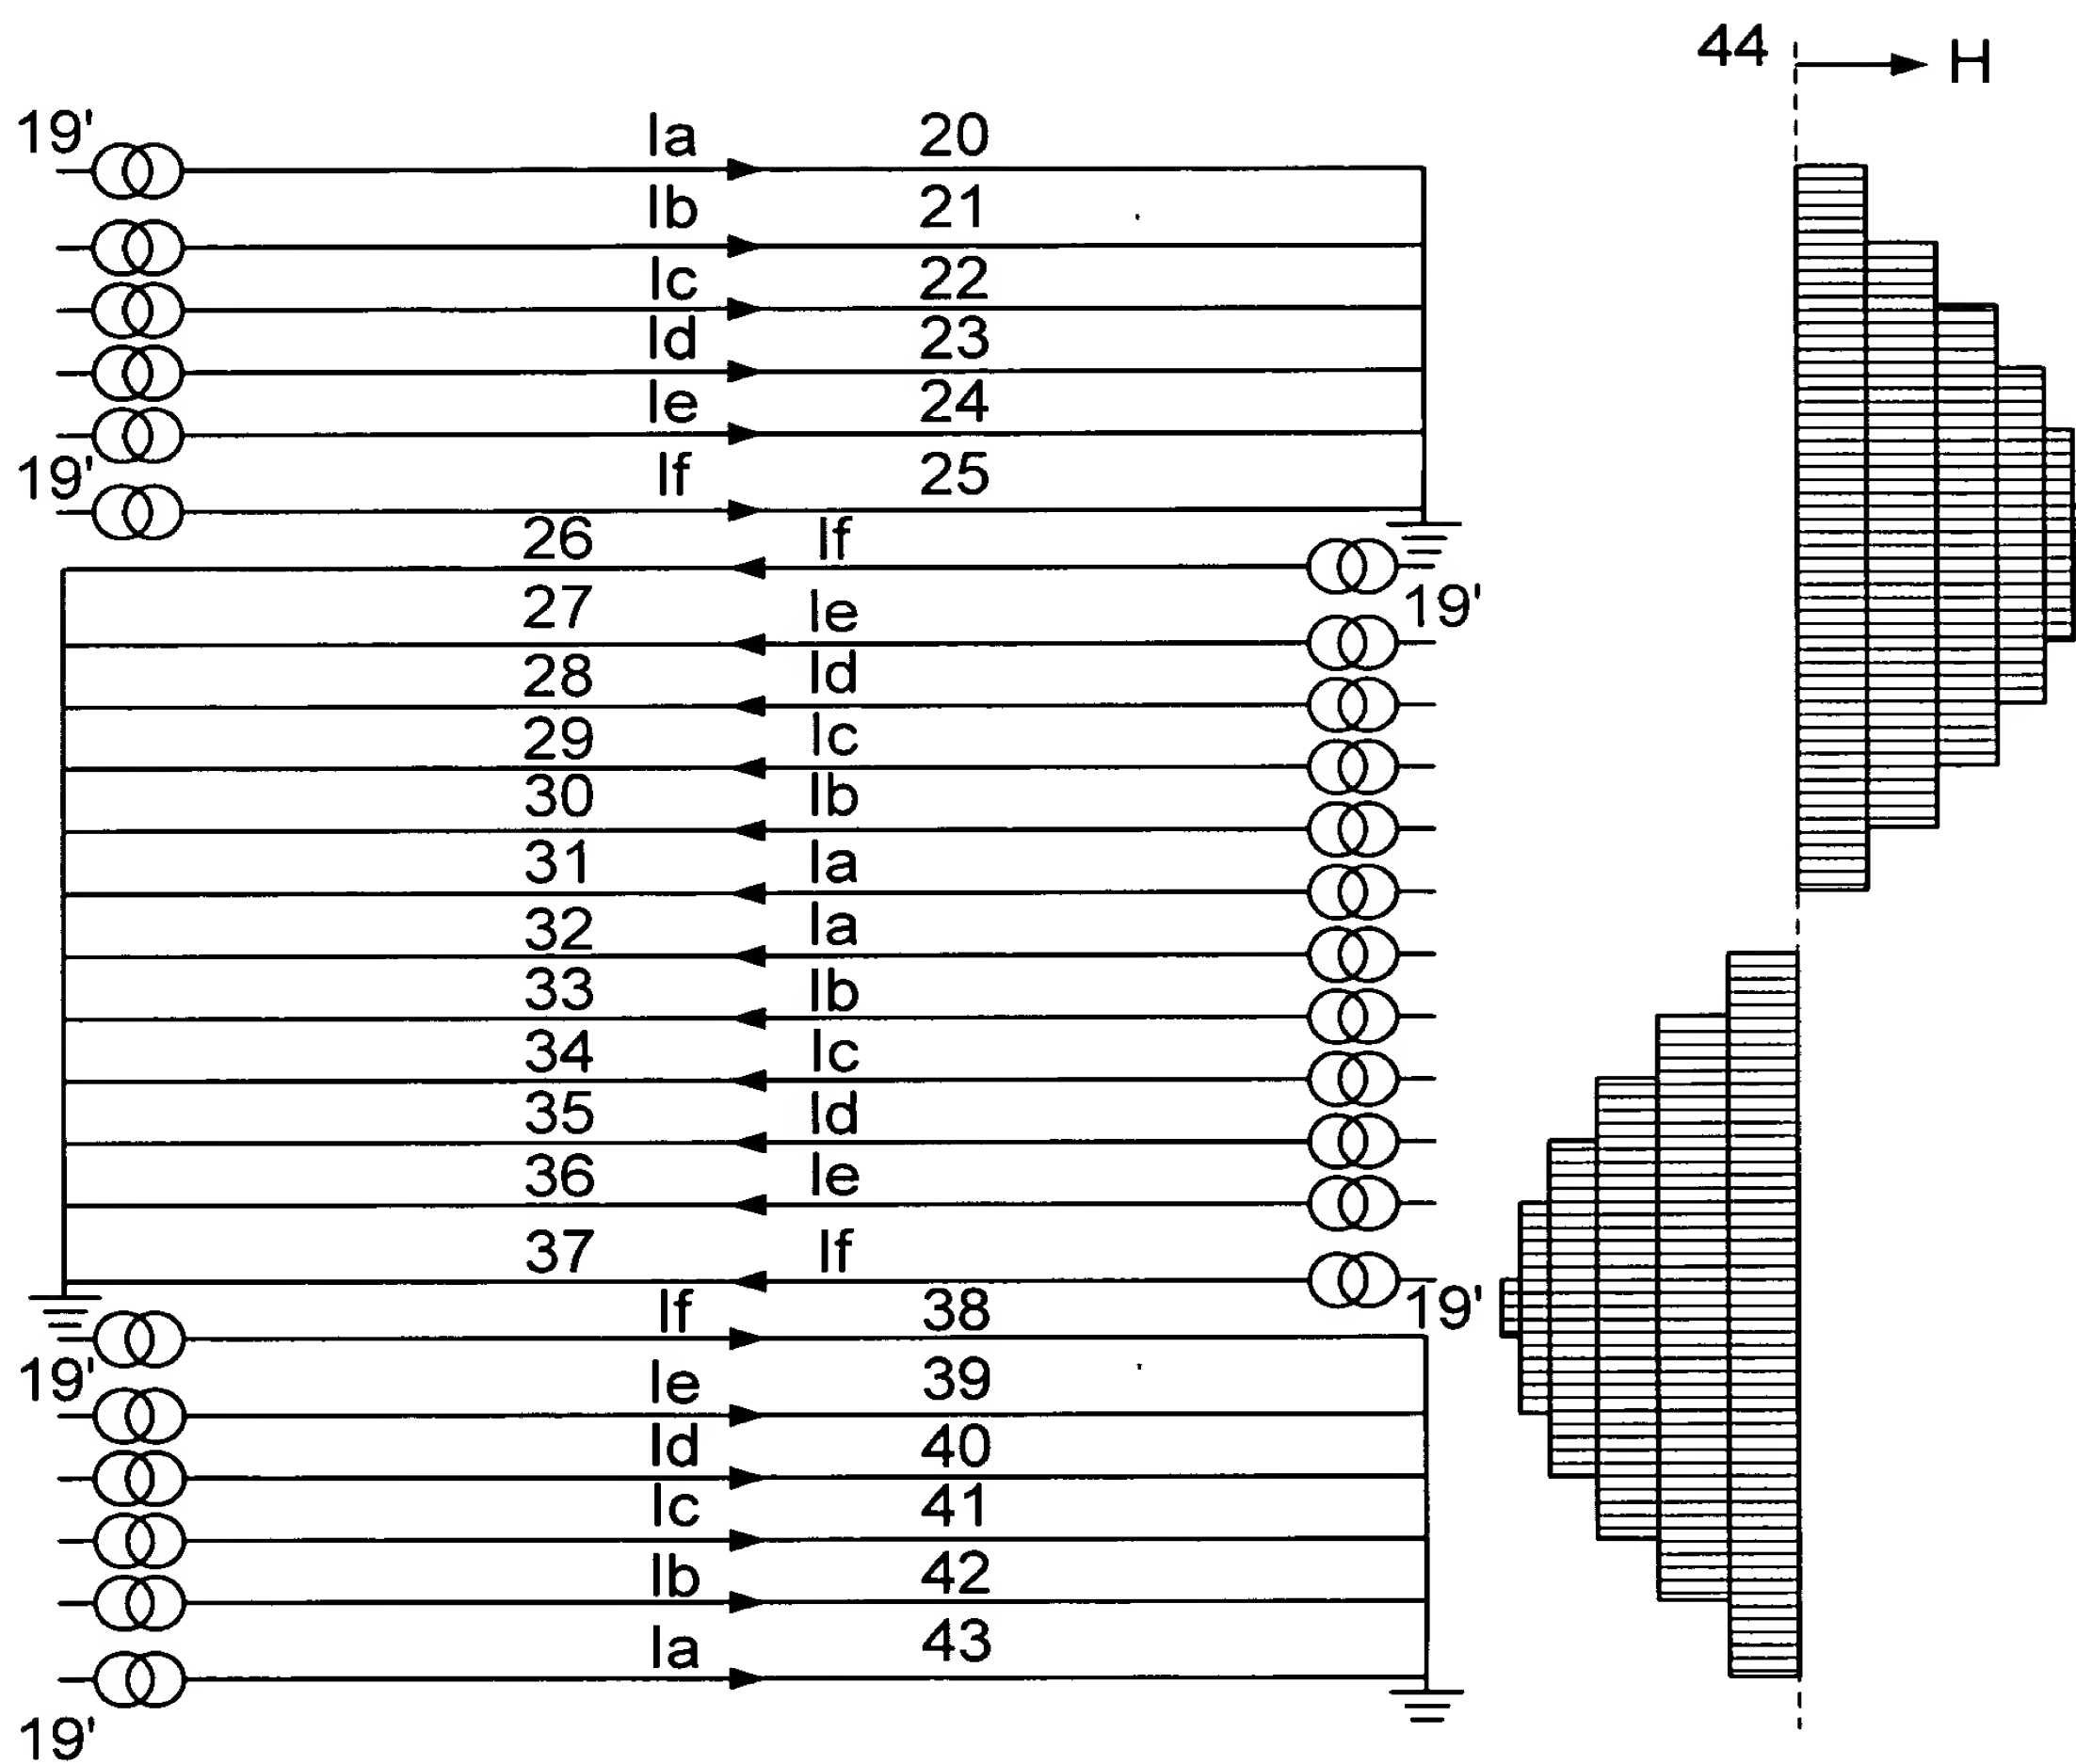 44 H
19' Ia 20
Ib 21
Ic 22
Id 23
Ie 24
19' If 25
26 If
27 Ie 19'
28 Id
29 Ic
30 Ib
31 Ia
32 Ia
33 Ib
34 Ic
35 Id
36 Ie
37 If
If 38 19'
19' Ie 39
Id 40
Ic 41
Ib 42
Ia 43
19'